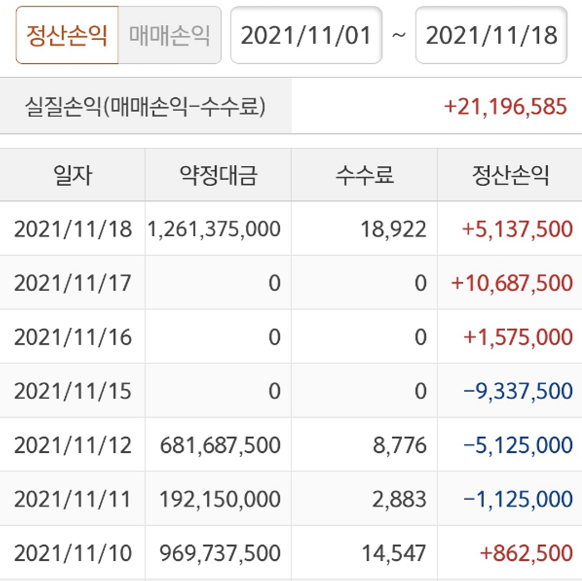 정산손익 매매손익 2021/11/01 ~ 2021/11/18
실질손익(매매손익-수수료) +21,196,585
일자 약정대금 수수료 정산손익
2021/11/18 1,261,375,000 18,922 +5,137,500
2021/11/17 0 0 +10,687,500
2021/11/16 0 0 +1,575,000
2021/11/15 0 0 -9,337,500
2021/11/12 681,687,500 8,776 -5,125,000
2021/11/11 192,150,000 2,883 -1,125,000
2021/11/10 969,737,500 14,547 +862,500